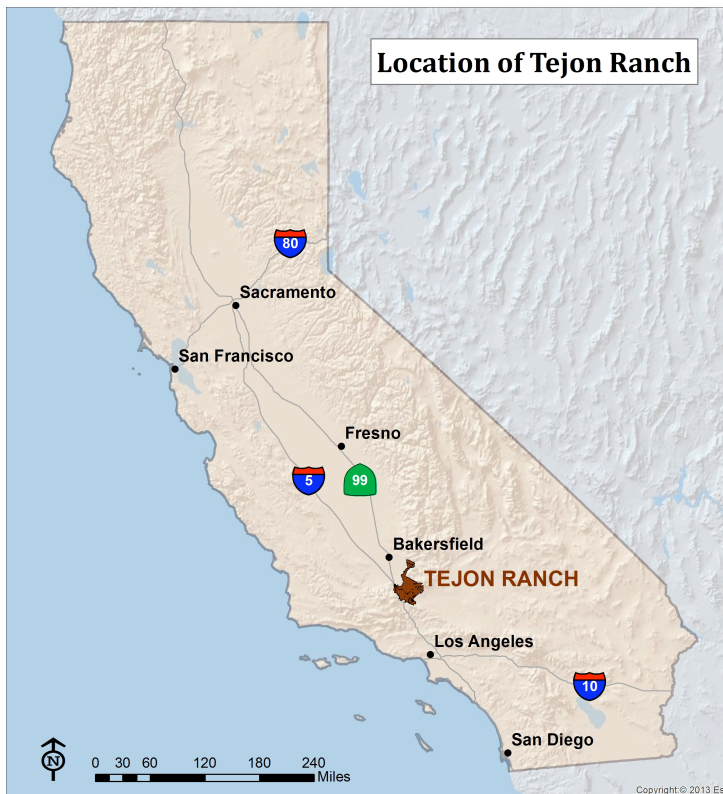 Location of Tejon Ranch
80
Sacramento
San Francisco
Fresno
5
99
Bakersfield
TEJON RANCH
Los Angeles
10
San Diego
N
0 30 60 120 180 240
Miles
Copyright:© 2013 Es